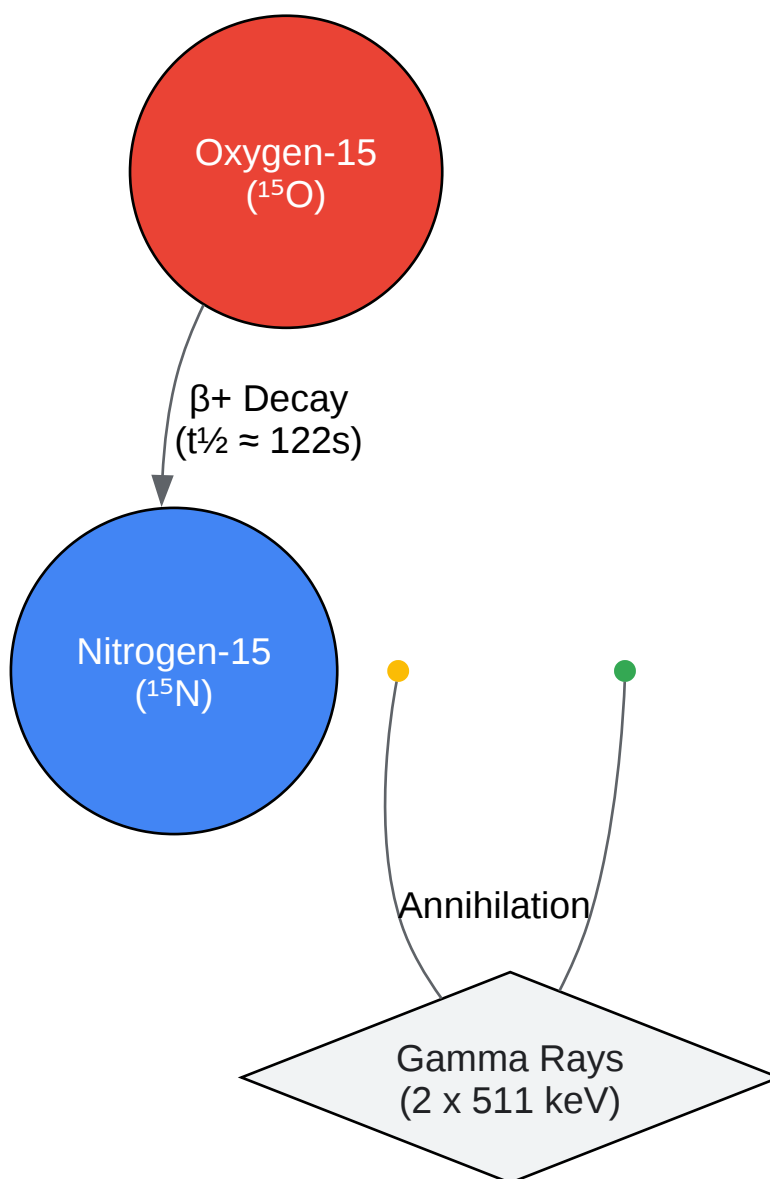 Oxygen-15
(¹⁵O)
β+ Decay
(t½ ≈ 122s)
Nitrogen-15
(¹⁵N)
Annihilation
Gamma Rays
(2 x 511 keV)